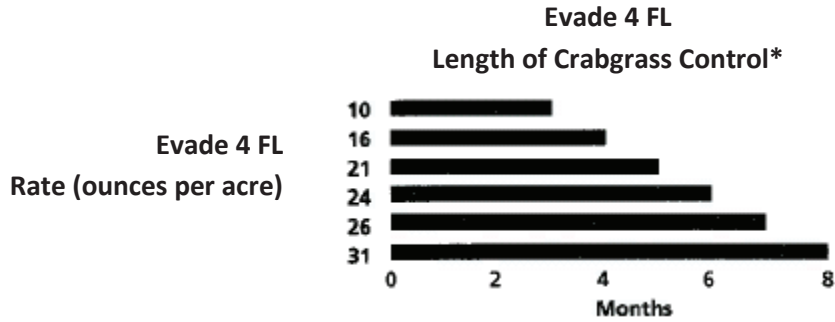 Evade 4 FL
Length of Crabgrass Control*
Evade 4 FL
Rate (ounces per acre)
10
16
21
24
26
31
0 2 4 6 8
Months